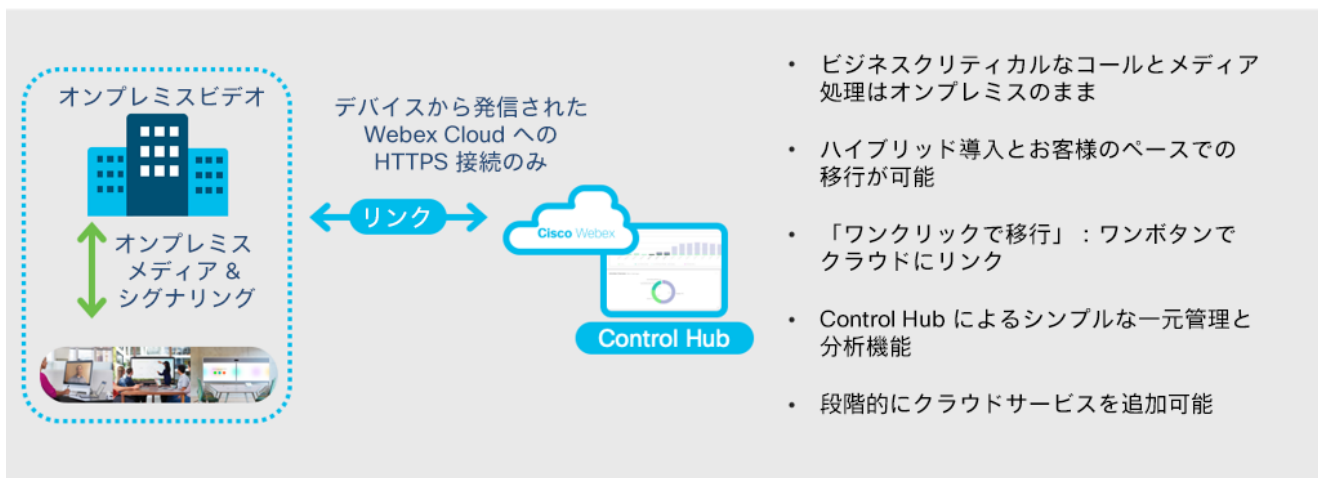 オンプレミスビデオ
オンプレミス
メディア &
シグナリング
デバイスから発信された
Webex Cloud への
HTTPS 接続のみ
リンク
Cisco Webex
Control Hub
• ビジネスクリティカルなコールとメディア
処理はオンプレミスのまま
• ハイブリッド導入とお客様のペースでの
移行が可能
• 「ワンクリックで移行」：ワンボタンで
クラウドにリンク
• Control Hub によるシンプルな一元管理と
分析機能
• 段階的にクラウドサービスを追加可能